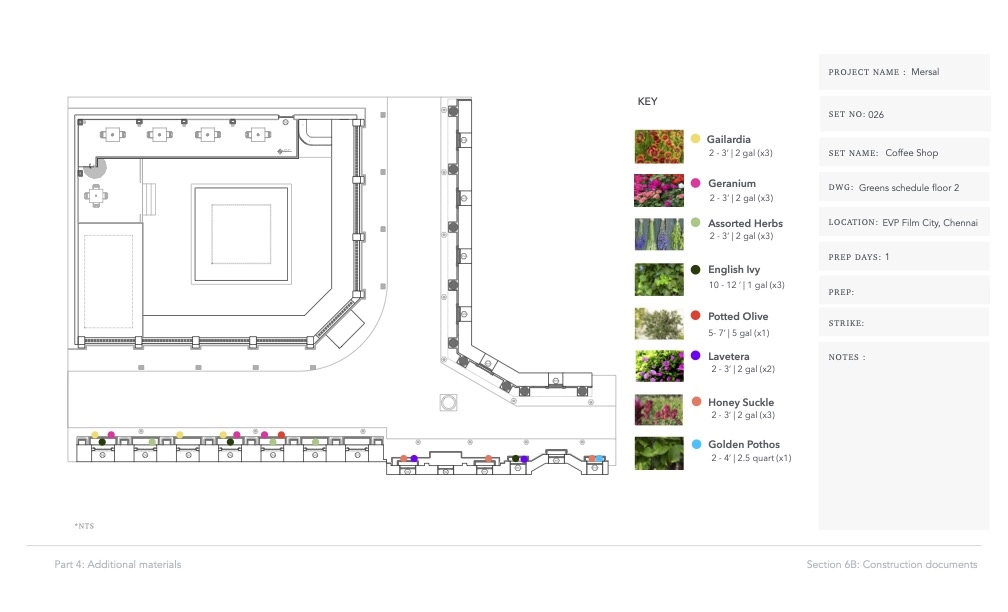 KEY
Gailardia
2 - 3' | 2 gal (x3)
Geranium
2 - 3' | 2 gal (x3)
Assorted Herbs
2 - 3' | 2 gal (x3)
English Ivy
10 - 12 ' | 1 gal (x3)
Potted Olive
5- 7' | 5 gal (x1)
Lavetera
2 - 3' | 2 gal (x2)
Honey Suckle
2 - 3' | 2 gal (x3)
Golden Pothos
2 - 4' | 2.5 quart (x1)
PROJECT NAME : Mersal
SET NO: 026
SET NAME: Coffee Shop
DWG: Greens schedule floor 2
LOCATION: EVP Film City, Chennai
PREP DAYS: 1
PREP:
STRIKE:
NOTES :
*NTS
Part 4: Additional materials
Section 6B: Construction documents